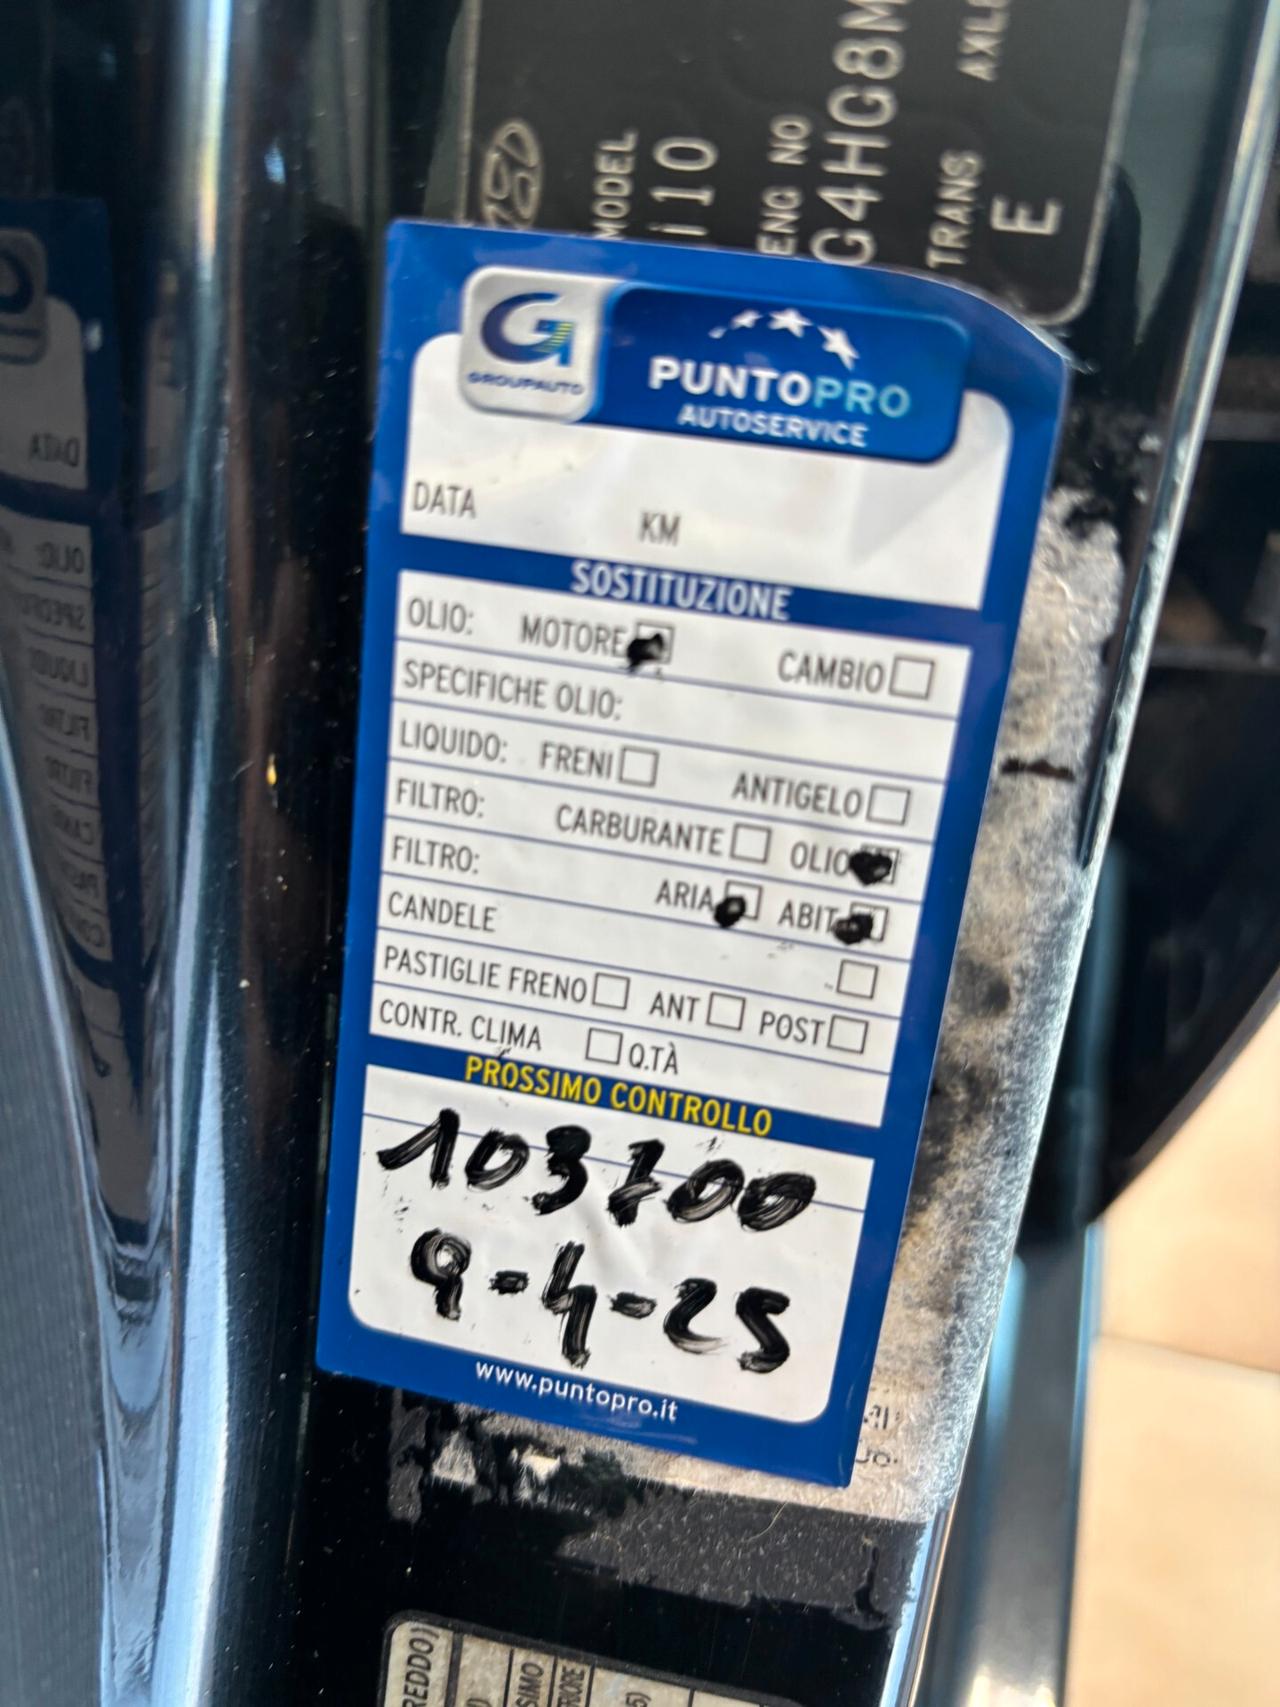 MODEL
i10
ENG NO
G4HG8M
TRANS AXLE
E
GROUPAUTO
PUNTOPRO
AUTOSERVICE
DATA KM
SOSTITUZIONE
OLIO: MOTORE CAMBIO
SPECIFICHE OLIO:
LIQUIDO: FRENI ANTIGELO
FILTRO: CARBURANTE OLIO
FILTRO: ARIA ABIT.
CANDELE
PASTIGLIE FRENO ANT POST
CONTR. CLIMA Q.TÀ
PROSSIMO CONTROLLO
103700
9-4-25
www.puntopro.it
REDDO)